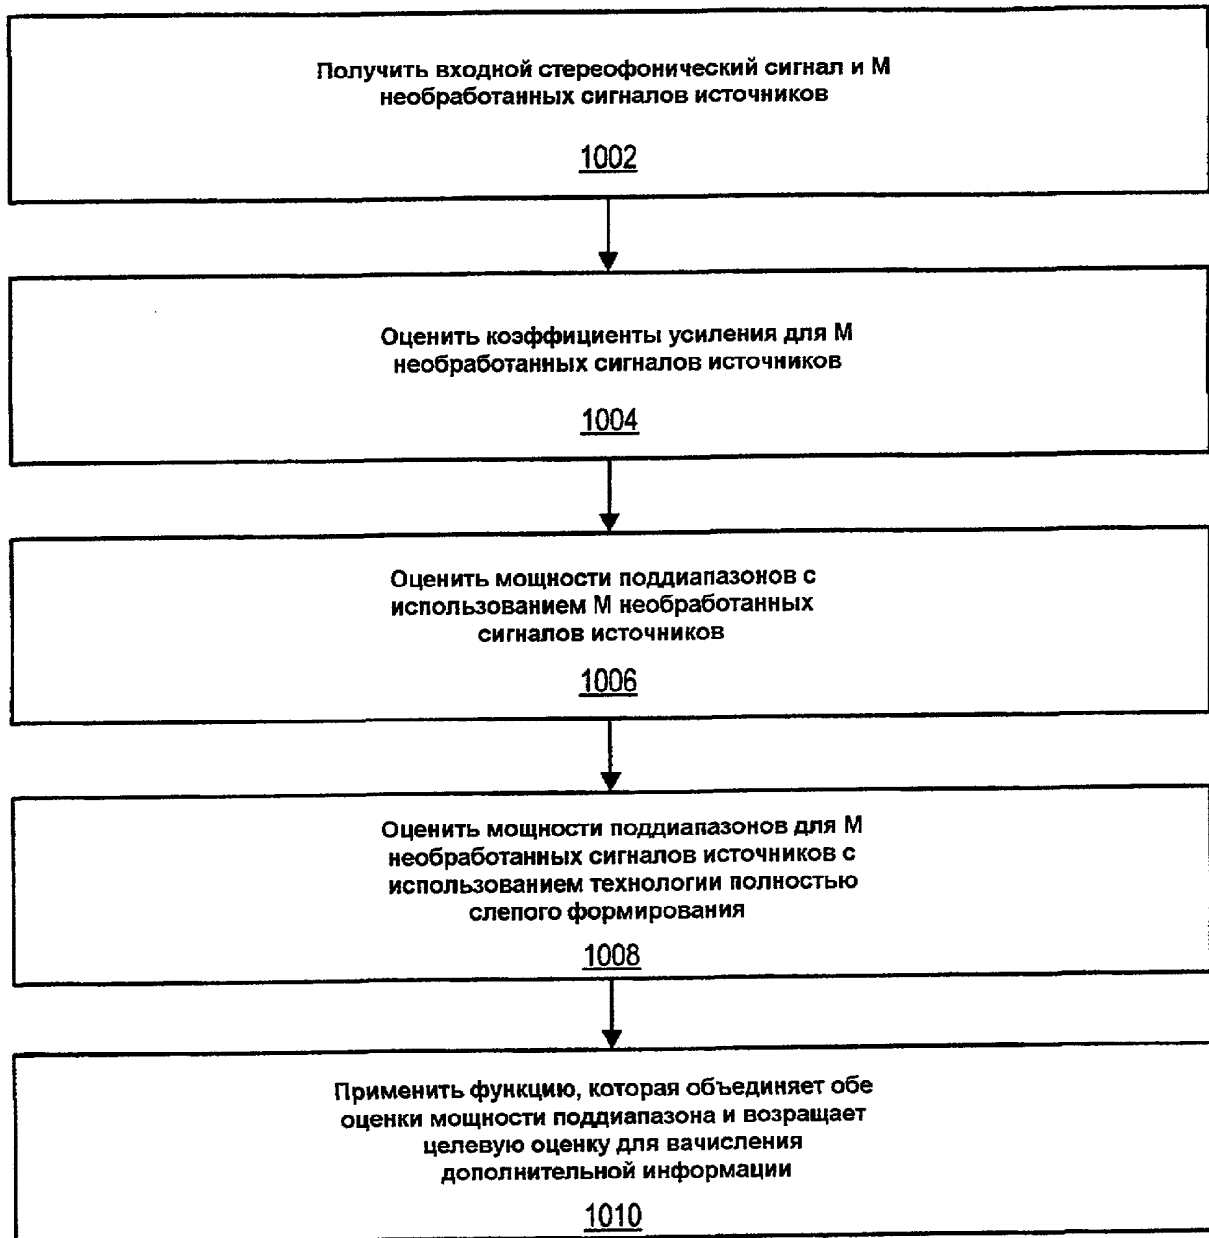 Получить входной стереофонический сигнал и М
необработанных сигналов источников
1002
Оценить коэффициенты усиления для М
необработанных сигналов источников
1004
Оценить мощности поддиапазонов с
использованием М необработанных
сигналов источников
1006
Оценить мощности поддиапазонов для М
необработанных сигналов источников с
использованием технологии полностью
слепого формирования
1008
Применить функцию, которая объединяет обе
оценки мощности поддиапазона и возращает
целевую оценку для вачисления
дополнительной информации
1010